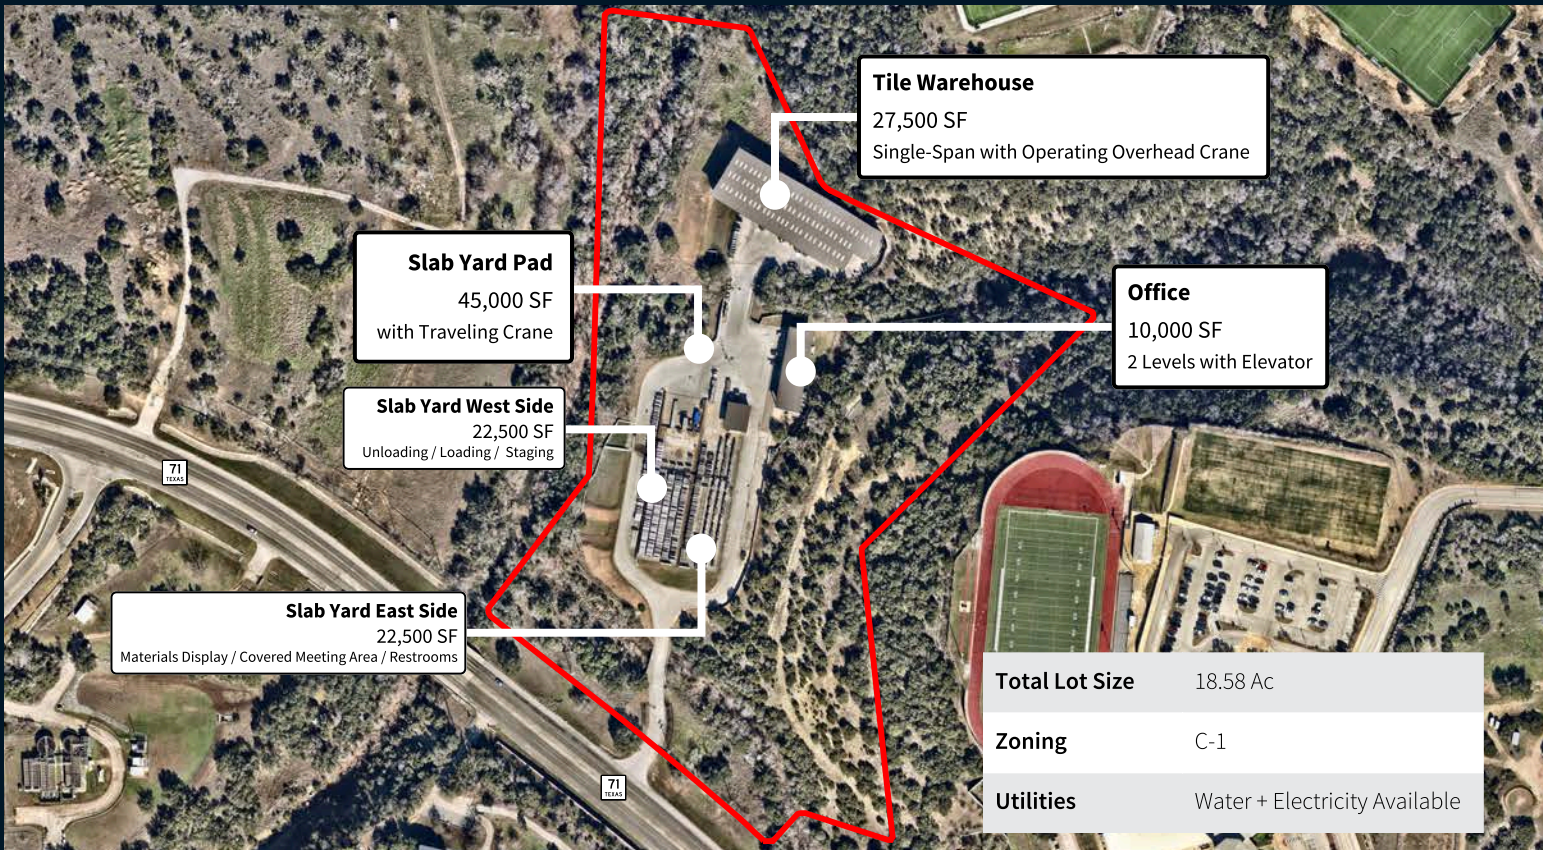 Tile Warehouse
27,500 SF
Single-Span with Operating Overhead Crane
Slab Yard Pad
45,000 SF
with Traveling Crane
Office
10,000 SF
2 Levels with Elevator
Slab Yard West Side
22,500 SF
Unloading / Loading / Staging
71
TEXAS
Slab Yard East Side
22,500 SF
Materials Display / Covered Meeting Area / Restrooms
71
TEXAS
Total Lot Size 18.58 Ac
Zoning C-1
Utilities Water + Electricity Available